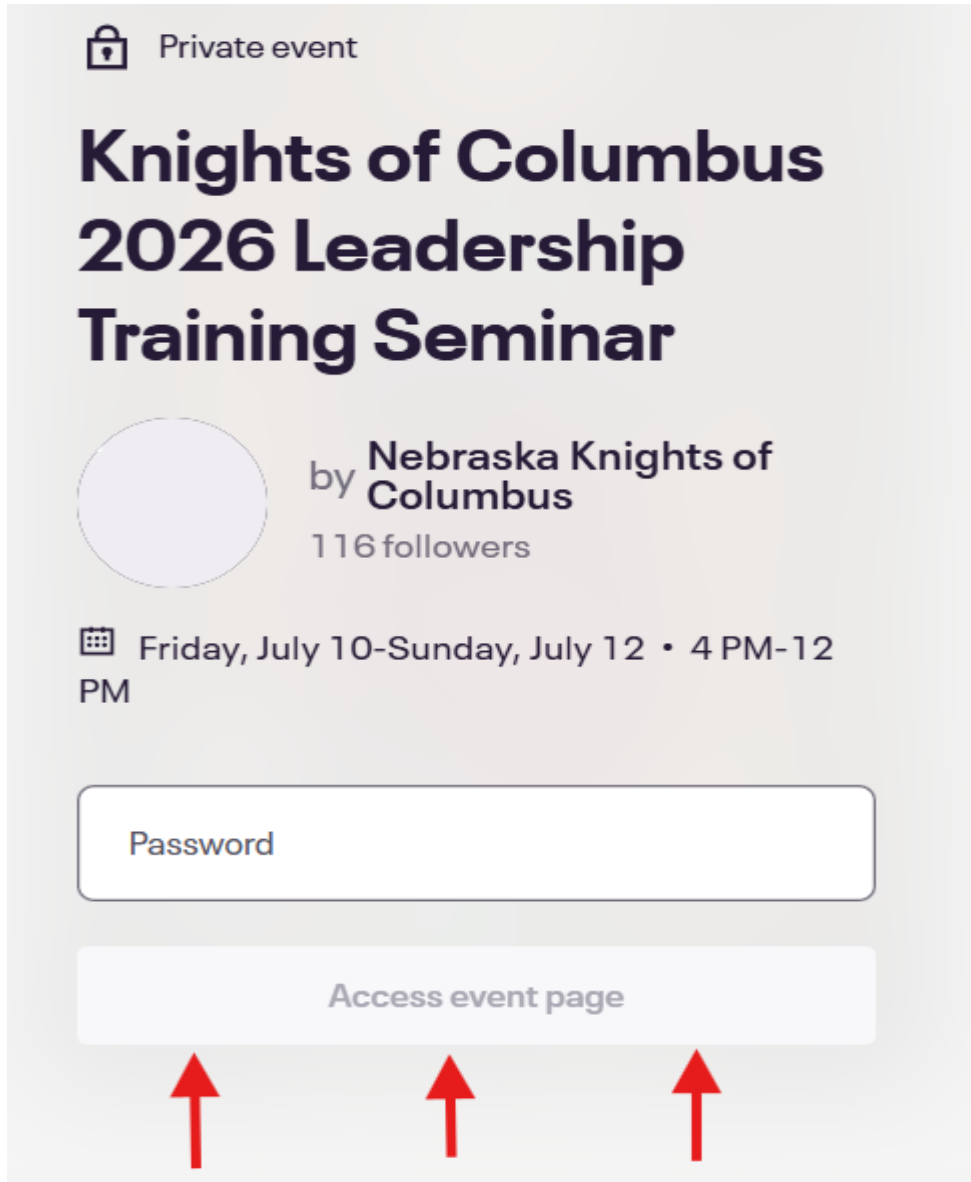 Private event
Knights of Columbus
2026 Leadership
Training Seminar
by Nebraska Knights of
Columbus
116 followers
Friday, July 10-Sunday, July 12 • 4 PM-12
PM
Password
Access event page